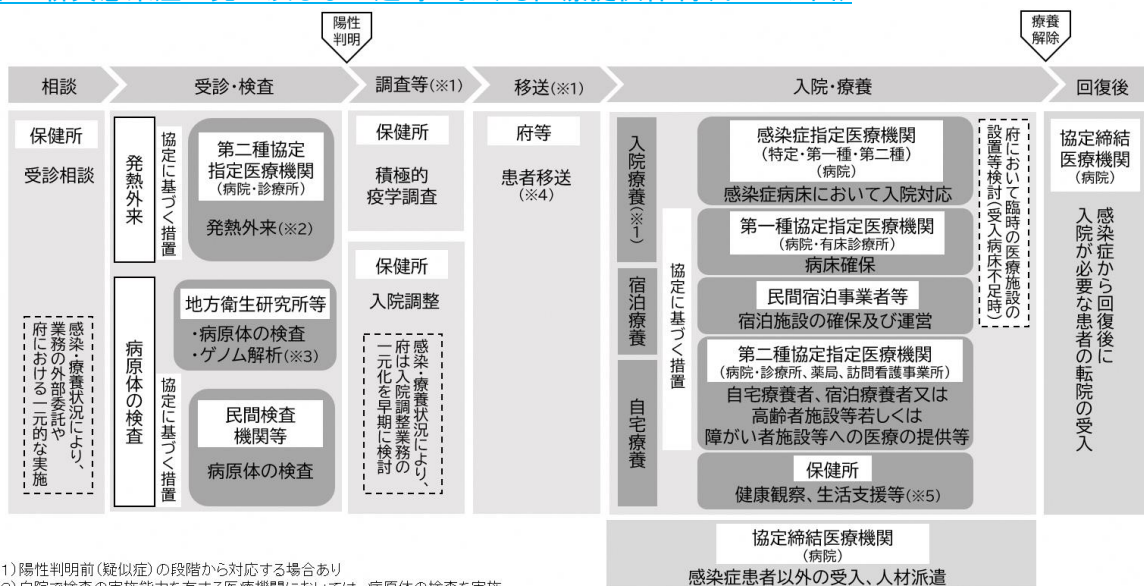 陽性
判明
療養
解除
相談
受診・検査
調査等(※1)
移送(※1)
入院・療養
回復後
保健所
受診相談
感染・療養状況により、
業務の外部委託や
府における一元的な実施
発熱外来
協定に基づく措置
第二種協定
指定医療機関
(病院・診療所)
発熱外来(※2)
病原体の検査
地方衛生研究所等
・病原体の検査
・ゲノム解析(※3)
協定に基づく措置
民間検査
機関等
病原体の検査
保健所
積極的
疫学調査
保健所
入院調整
感染・療養状況により、
府は入院調整業務の
一元化を早期に検討
府等
患者移送
(※4)
入院療養(※1)
宿泊療養
自宅療養
協定に基づく措置
感染症指定医療機関
(特定・第一種・第二種)
(病院)
感染症病床において入院対応
第一種協定指定医療機関
(病院・有床診療所)
病床確保
民間宿泊事業者等
宿泊施設の確保及び運営
第二種協定指定医療機関
(病院・診療所、薬局、訪問看護事業所)
自宅療養者、宿泊療養者又は
高齢者施設等若しくは
障がい者施設等への医療の提供等
保健所
健康観察、生活支援等(※5)
府において臨時の医療施設の
設置等検討(受入病床不足時)
協定締結医療機関
(病院)
感染症患者以外の受入、人材派遣
協定締結
医療機関
(病院)
感染症から回復後に
入院が必要な患者の転院の受入
1)陽性判明前(疑似症)の段階から対応する場合あり